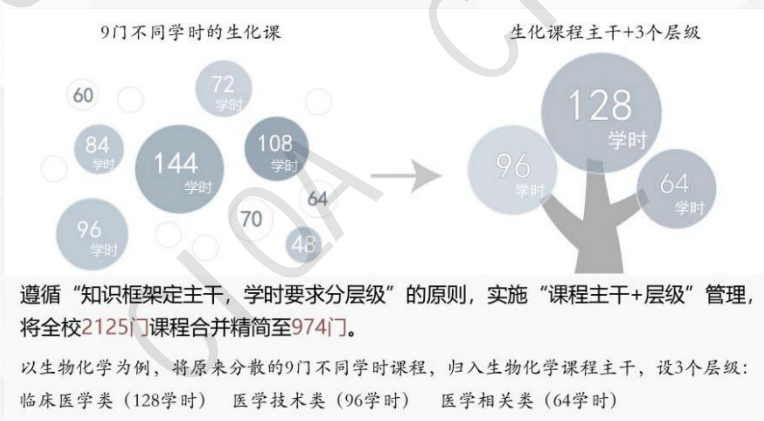 9门不同学时的生化课
生化课程主干+3个层级
60
72
学时
84
学时
144
学时
108
学时
64
70
96
学时
48
128
学时
96
学时
64
学时
遵循“知识框架定主干，学时要求分层级”的原则，实施“课程主干+层级”管理，
将全校2125门课程合并精简至974门。
以生物化学为例，将原来分散的9门不同学时课程，归入生物化学课程主干，设3个层级：
临床医学类（128学时） 医学技术类（96学时） 医学相关类（64学时）